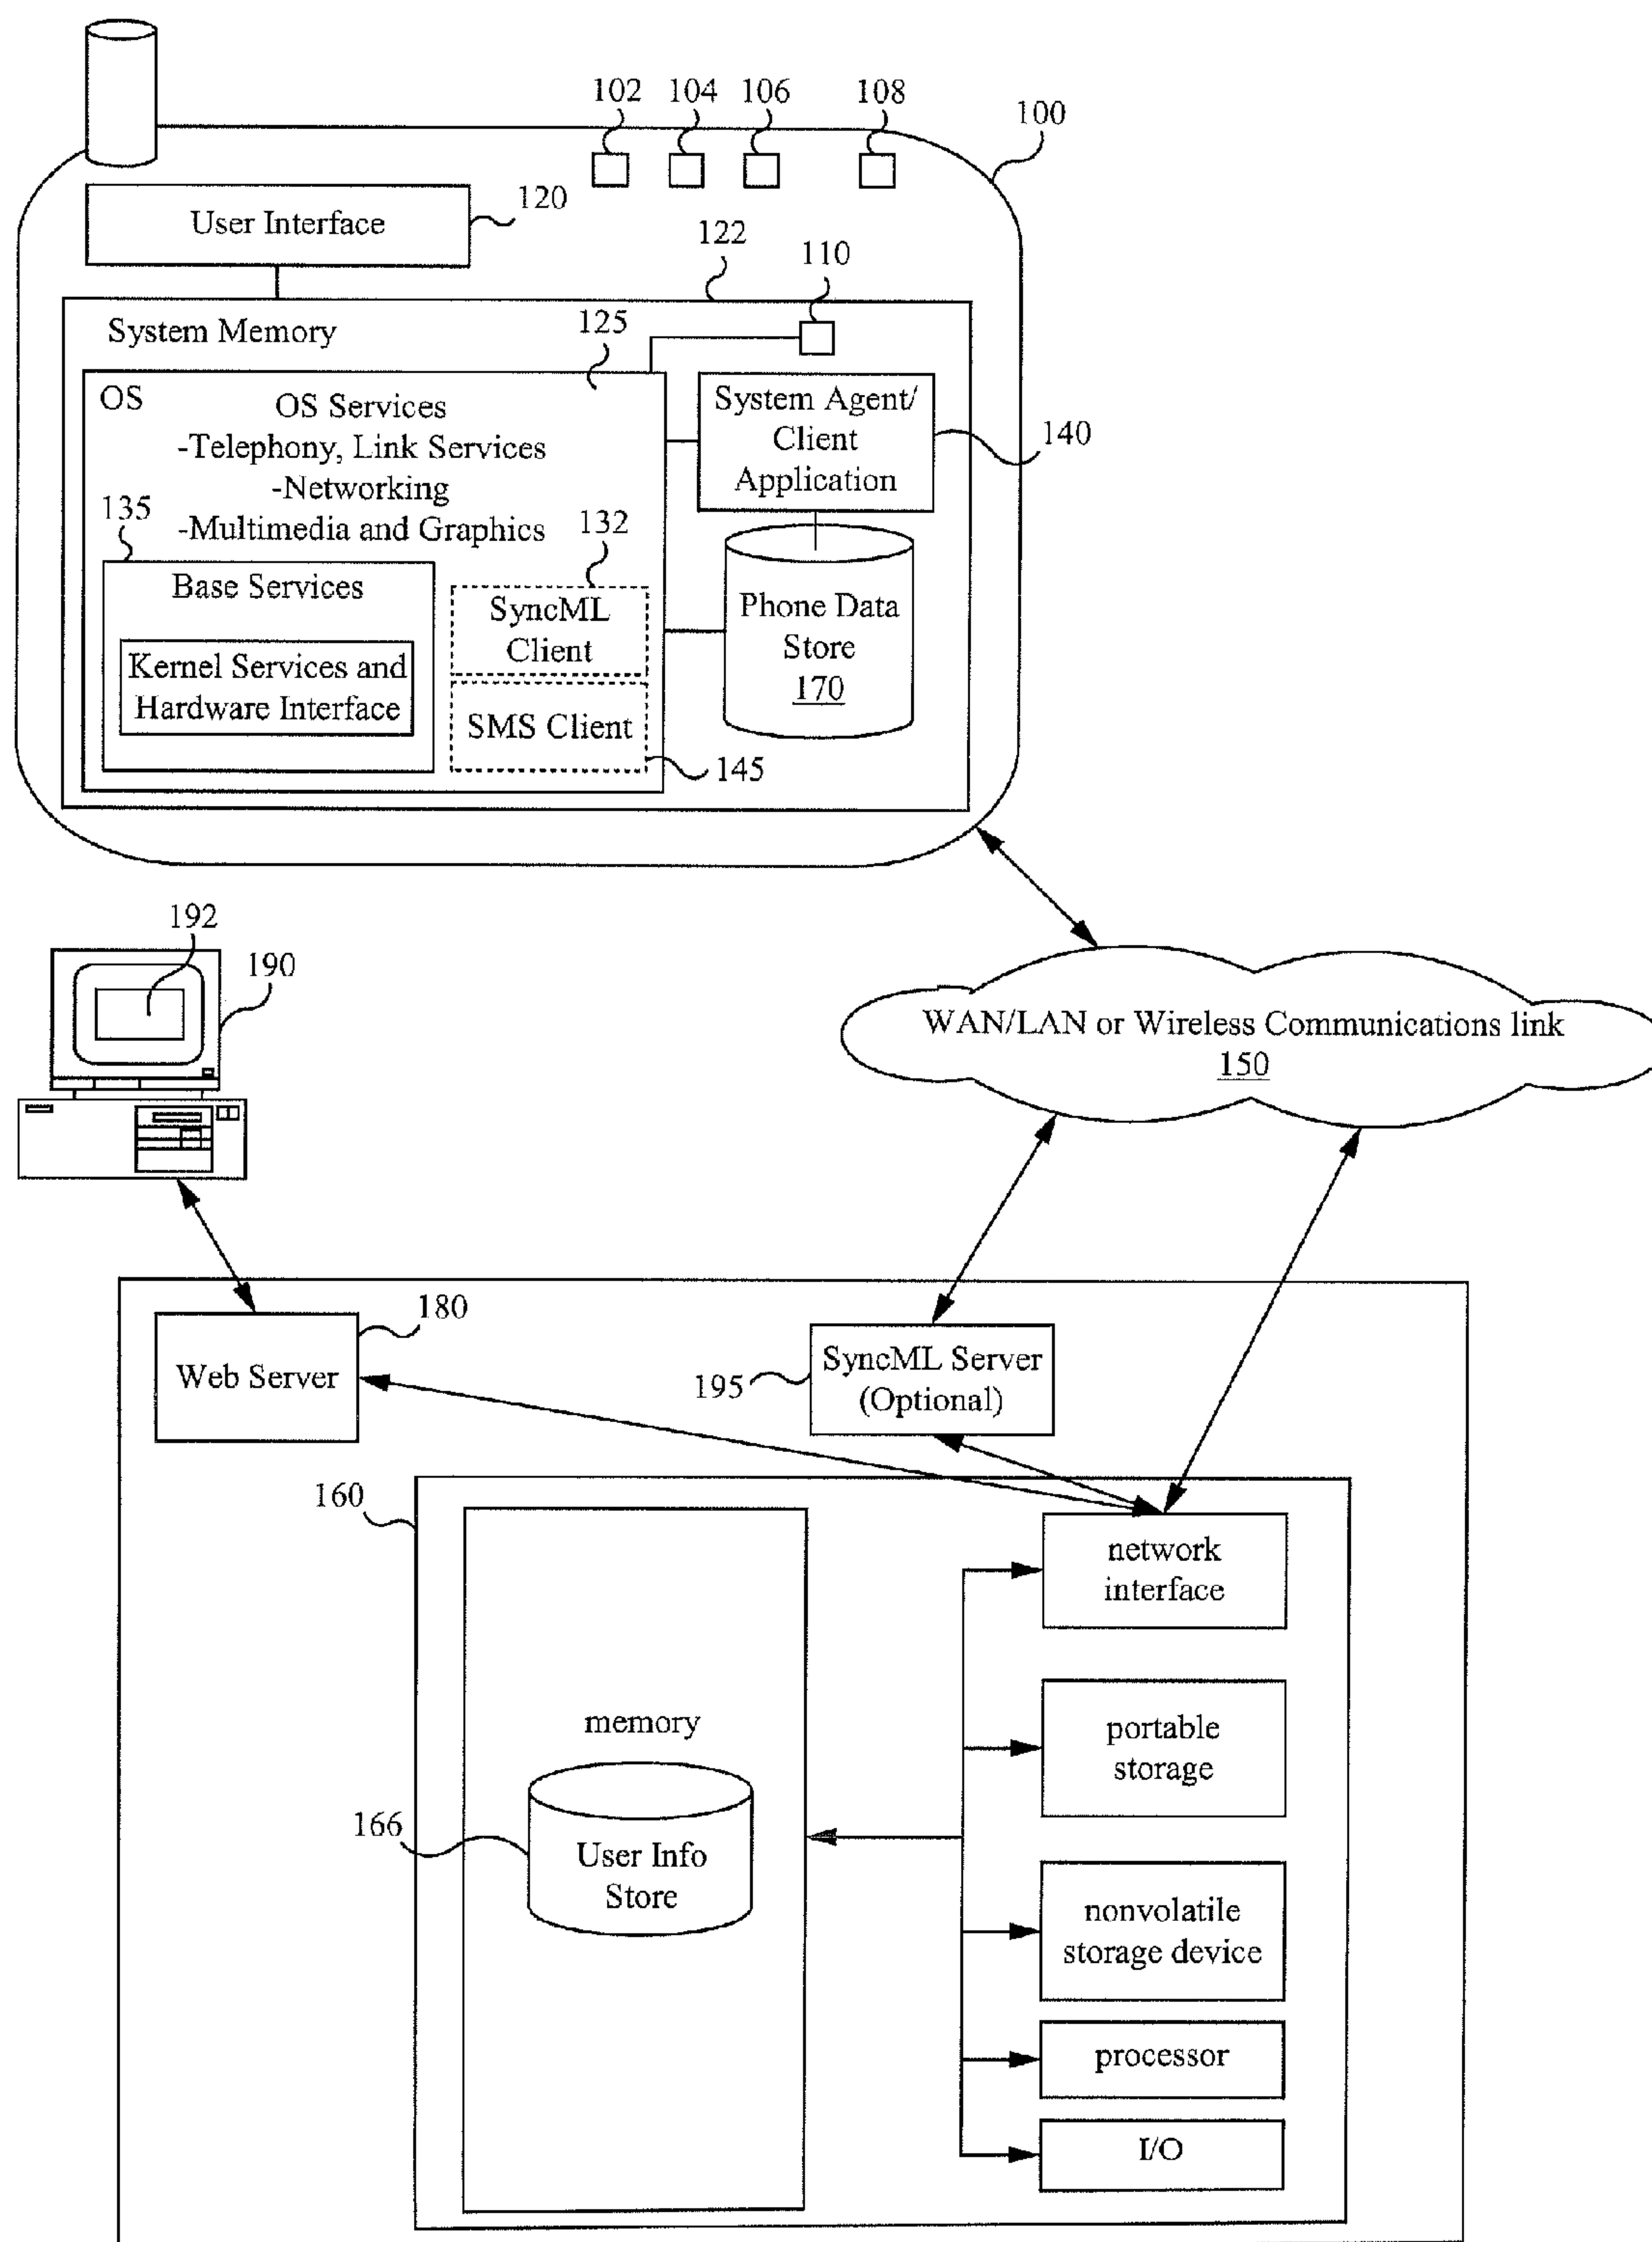 102
104
106
108
100
User Interface
120
122
110
System Memory
125
OS
OS Services
-Telephony, Link Services
-Networking
-Multimedia and Graphics
System Agent/
Client
Application
140
135
132
Base Services
Kernel Services and
Hardware Interface
SyncML
Client
SMS Client
145
Phone Data
Store
170
192
190
WAN/LAN or Wireless Communications link
150
180
Web Server
195
SyncML Server
(Optional)
160
network
interface
portable
storage
memory
166
User Info
Store
nonvolatile
storage device
processor
I/O